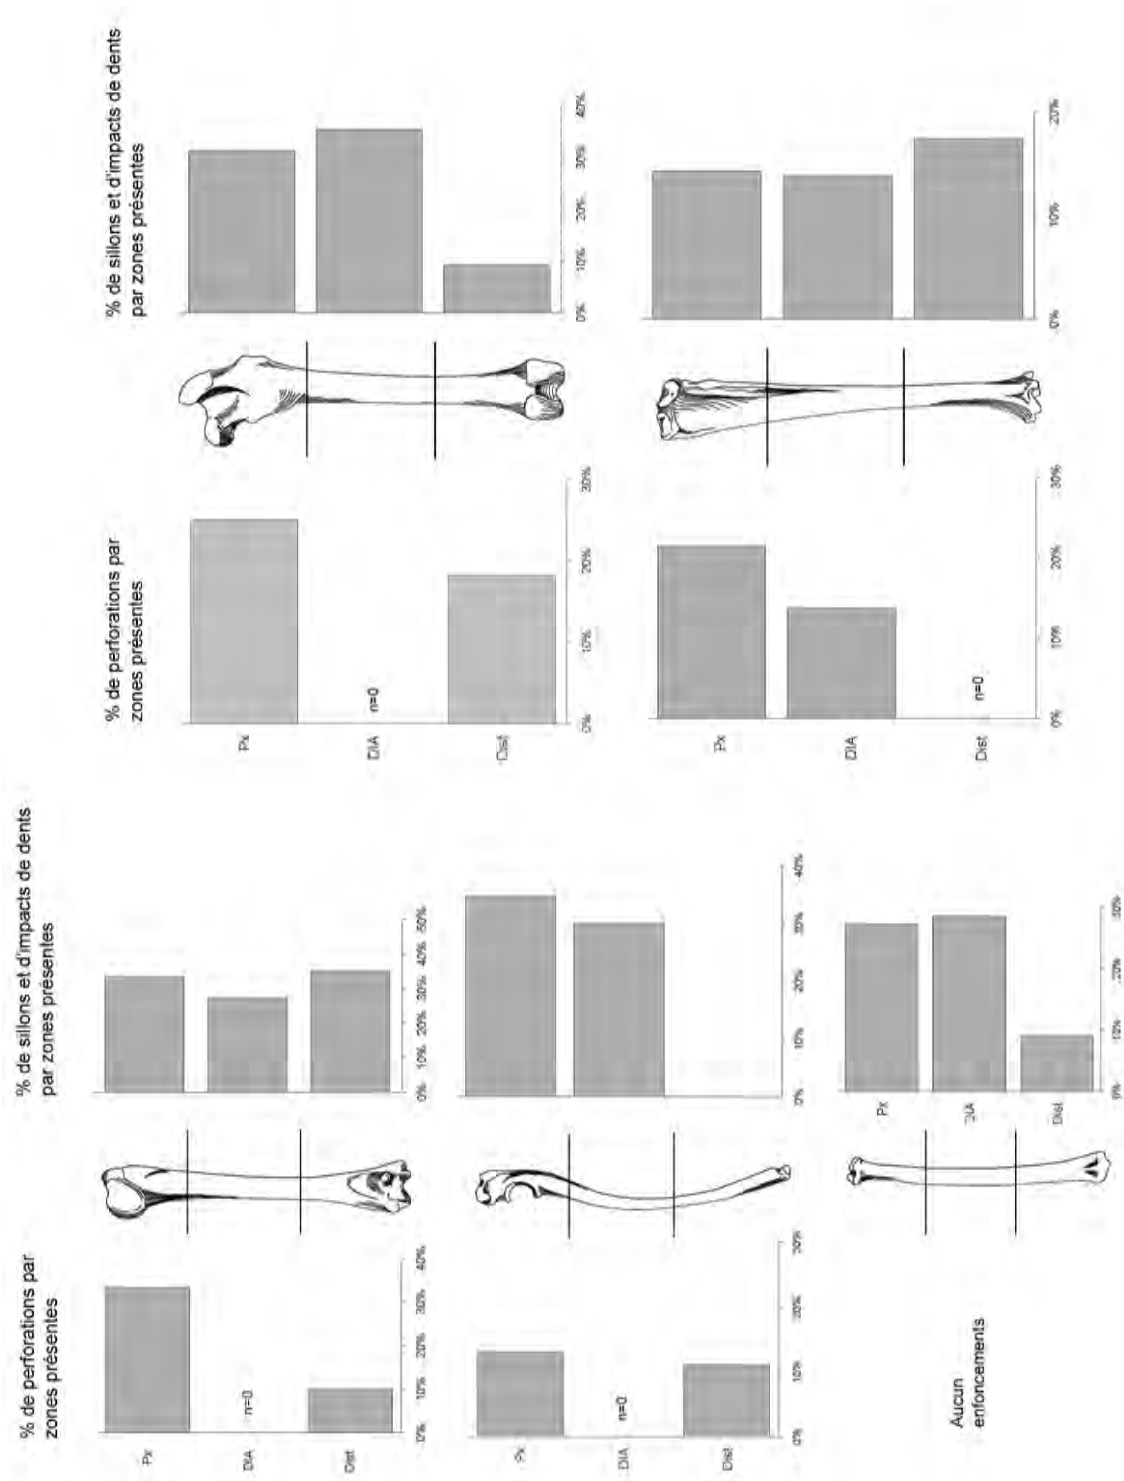 % de perforations par
zones présentes
% de sillons et d'impacts de dents
par zones présentes
Px
DIA
n=0
Dist
0% 10% 20% 30% 40%
0% 10% 20% 30% 40% 50%
Px
DIA
n=0
Dist
0% 10% 20% 30%
0% 10% 20% 30% 40%
Aucun
enfoncements
Px
DIA
Dist
0% 10% 20% 30%
% de perforations par
zones présentes
% de sillons et d'impacts de dents
par zones présentes
Px
DIA
n=0
Dist
0% 10% 20% 30%
0% 10% 20% 30% 40%
Px
DIA
Dist
n=0
0% 10% 20% 30%
0% 10% 20%